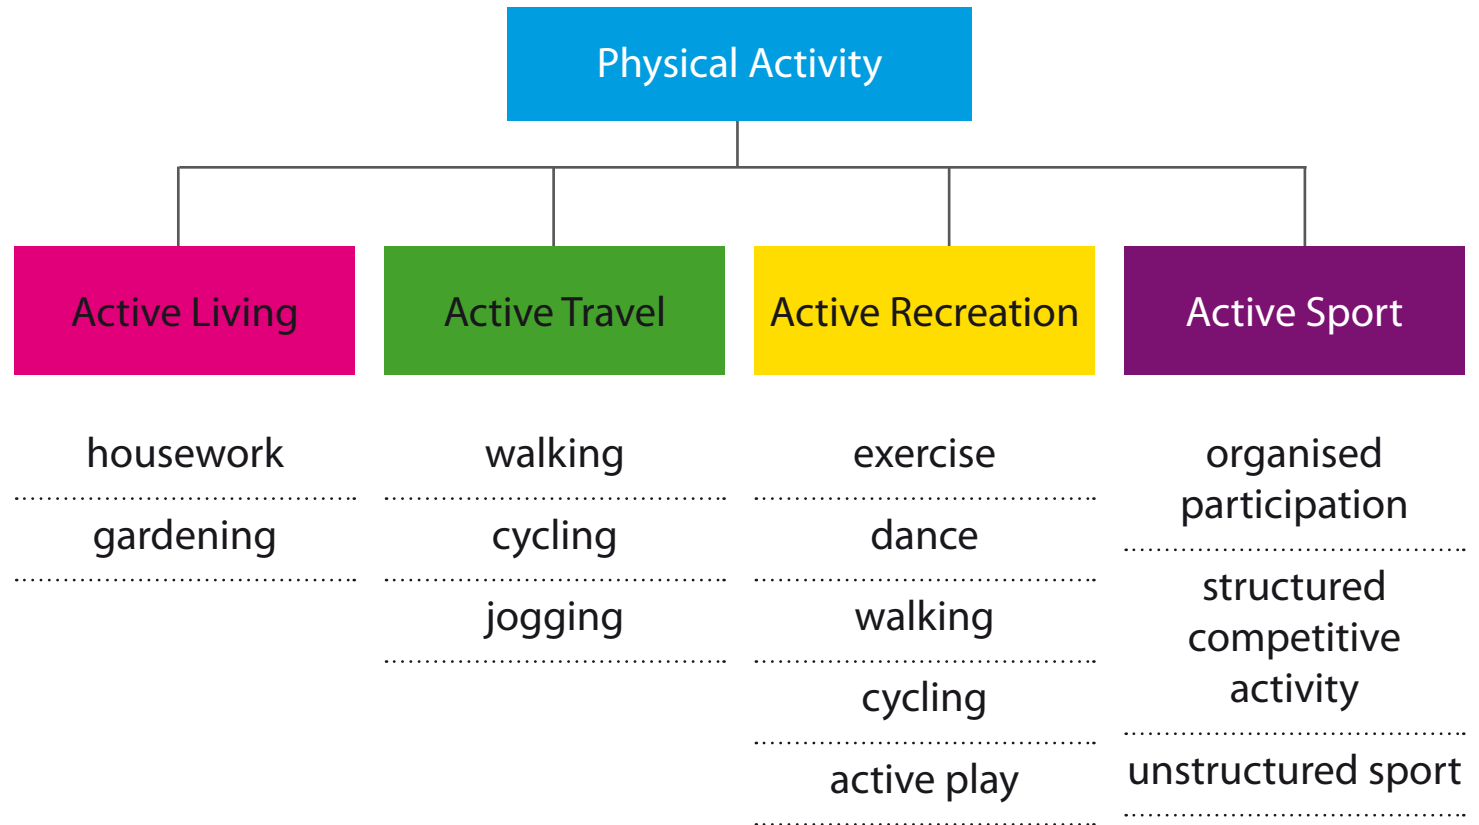 Physical Activity
Active Living
housework
gardening
Active Travel
walking
cycling
jogging
Active Recreation
exercise
dance
walking
cycling
active play
Active Sport
organised
participation
structured
competitive
activity
unstructured sport